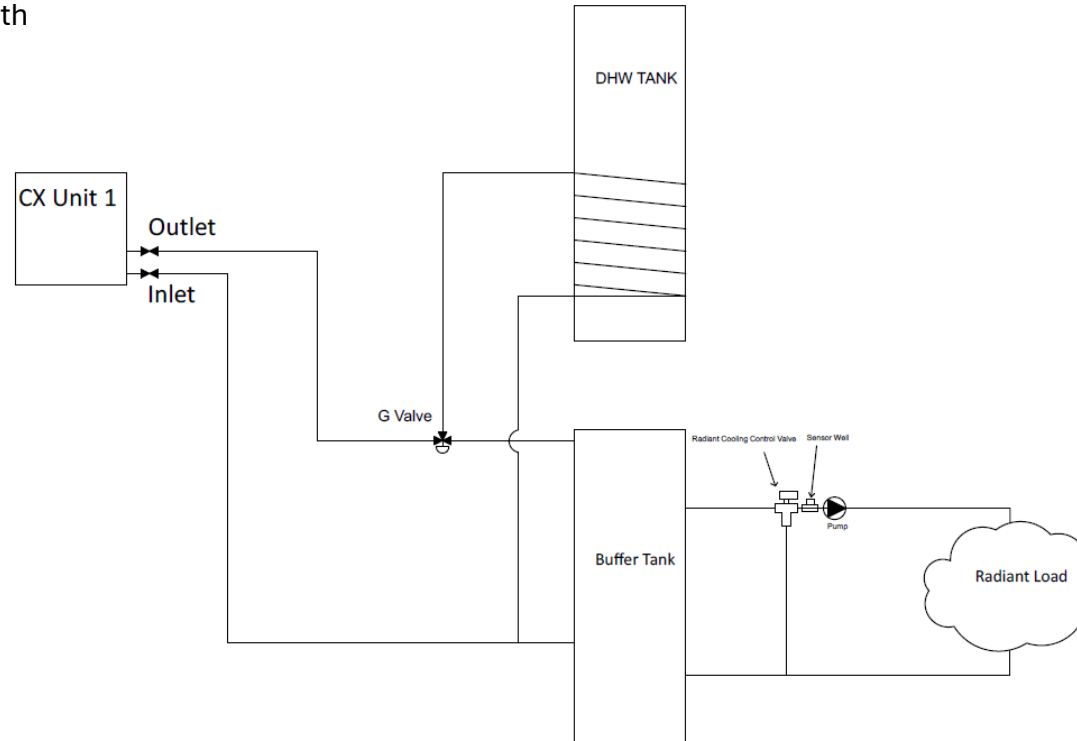 th
DHW TANK
CX Unit 1
Outlet
Inlet
G Valve
Radiant Cooling Control Valve
Sensor Well
Pump
Buffer Tank
Radiant Load